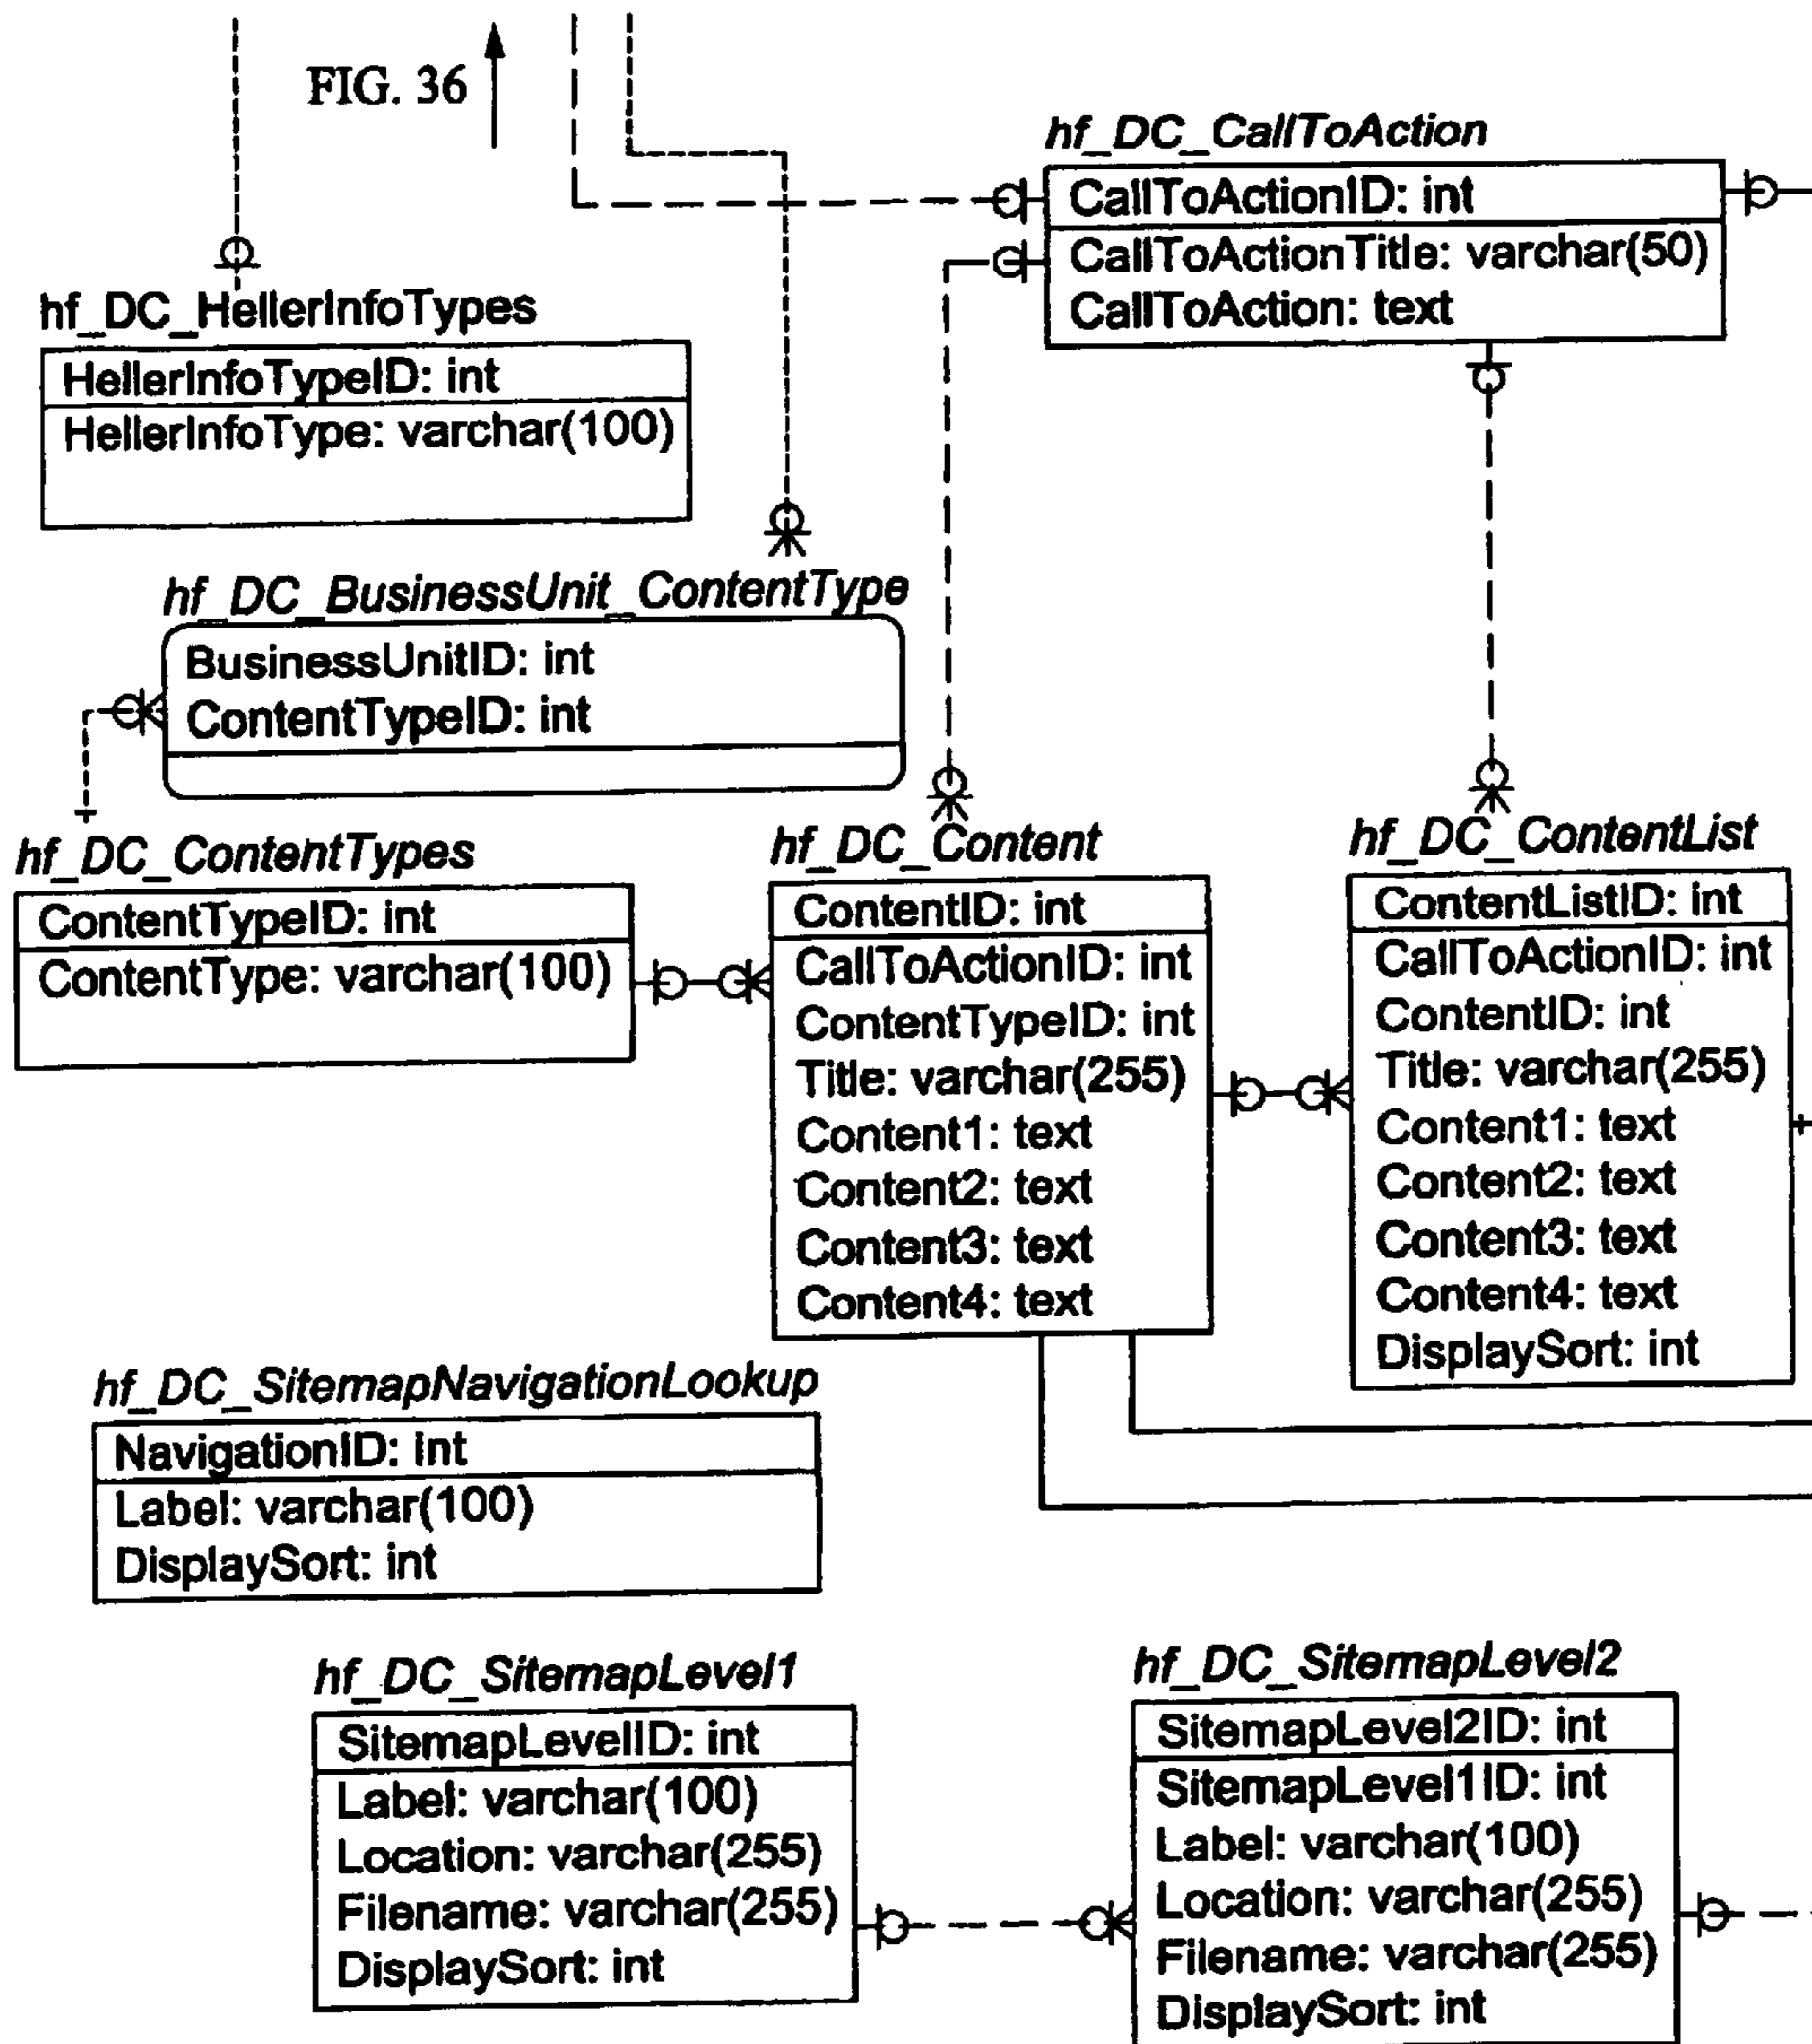 FIG. 36
hf_DC_CallToAction
CallToActionID: int
CallToActionTitle: varchar(50)
CallToAction: text
hf_DC_HellerInfoTypes
HellerInfoTypeID: int
HellerInfoType: varchar(100)
hf_DC_BusinessUnit_ContentType
BusinessUnitID: int
ContentTypeID: int
hf_DC_ContentTypes
ContentTypeID: int
ContentType: varchar(100)
hf_DC_Content
ContentID: int
CallToActionID: int
ContentTypeID: int
Title: varchar(255)
Content1: text
Content2: text
Content3: text
Content4: text
hf_DC_ContentList
ContentListID: int
CallToActionID: int
ContentID: int
Title: varchar(255)
Content1: text
Content2: text
Content3: text
Content4: text
DisplaySort: int
hf_DC_SitemapNavigationLookup
NavigationID: int
Label: varchar(100)
DisplaySort: int
hf_DC_SitemapLevel1
SitemapLevelID: int
Label: varchar(100)
Location: varchar(255)
Filename: varchar(255)
DisplaySort: int
hf_DC_SitemapLevel2
SitemapLevel2ID: int
SitemapLevel1ID: int
Label: varchar(100)
Location: varchar(255)
Filename: varchar(255)
DisplaySort: int